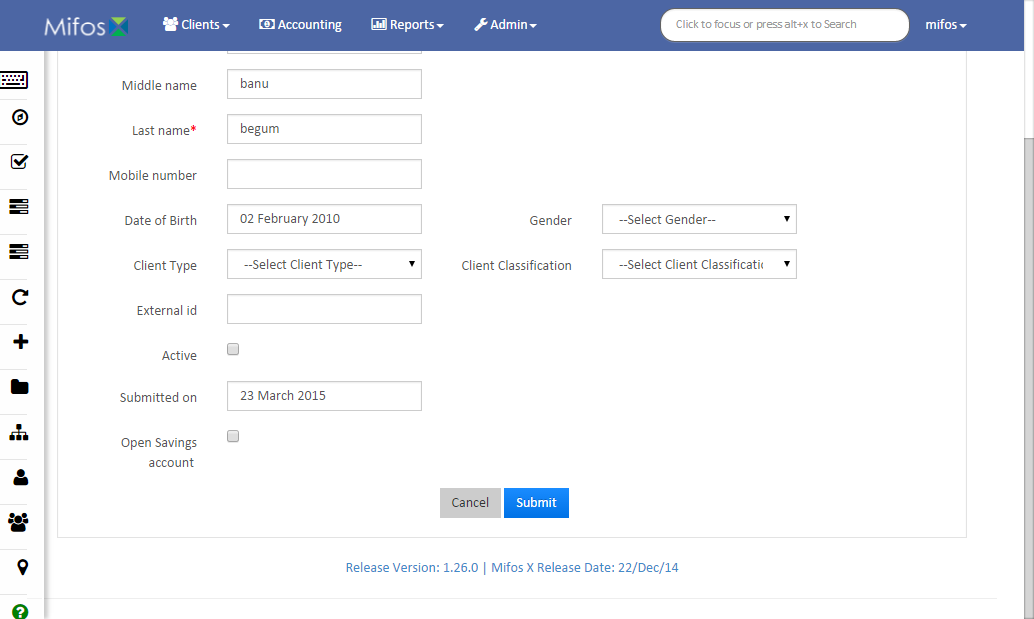 Mifos Clients Accounting Reports Admin Click to focus or press alt+x to Search mifos
Middle name banu
Last name* begum
Mobile number
Date of Birth 02 February 2010 Gender --Select Gender--
Client Type --Select Client Type-- Client Classification --Select Client Classificatic
External id
Active
Submitted on 23 March 2015
Open Savings
account
Cancel Submit
Release Version: 1.26.0 | Mifos X Release Date: 22/Dec/14